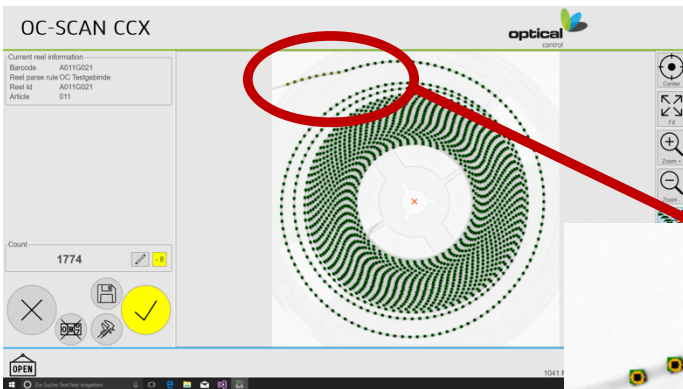 OC-SCAN CCX
optical
control
Current reel information
Barcode A011G021
Reel parse rule OC Testgebinde
Reel Id A011G021
Article 011
Center
Fill
Zoom +
Zoom -
Count
1774
- 8
OPEN
1041 M
Zur Suche Text hier eingeben